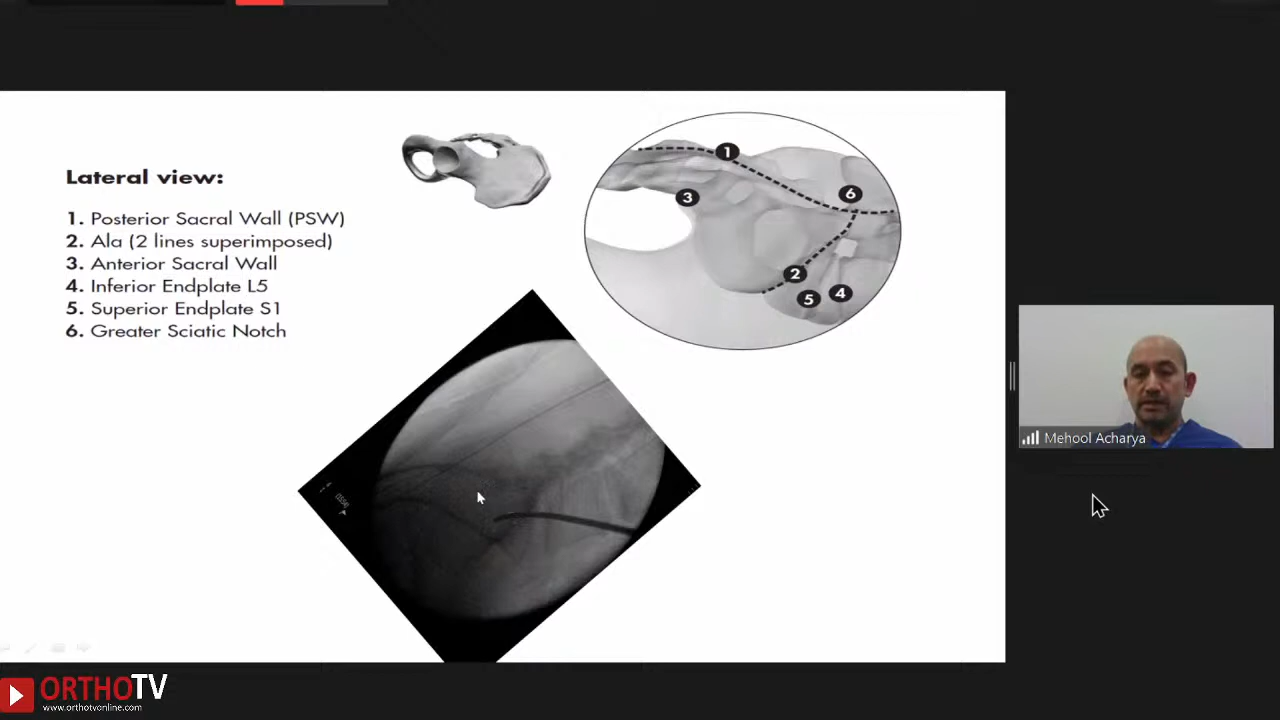 Lateral view:
1. Posterior Sacral Wall (PSW)
2. Ala (2 lines superimposed)
3. Anterior Sacral Wall
4. Inferior Endplate L5
5. Superior Endplate S1
6. Greater Sciatic Notch
1
6
3
2
5
4
Mehool Acharya
ORTHOTV
www.orthotvonline.com